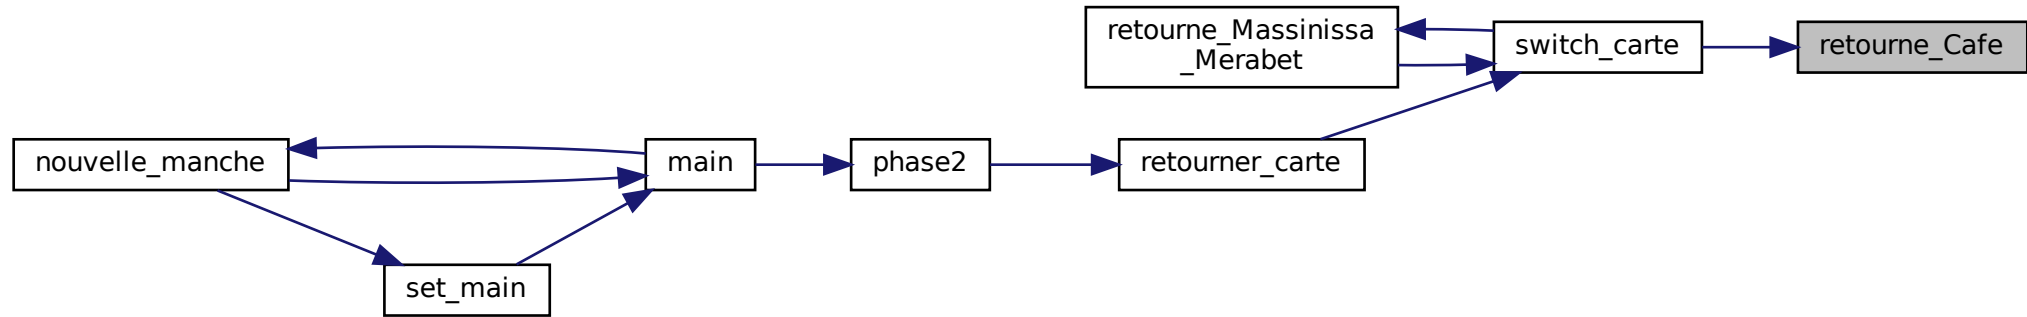 retourne_Massinissa
_Merabet
switch_carte
retourne_Cafe
nouvelle_manche
main
phase2
retourner_carte
set_main